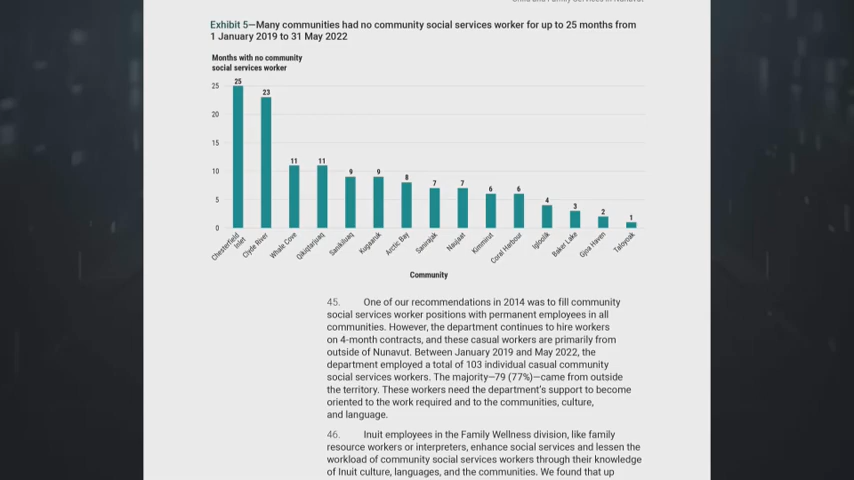 Child and Family Services in Nunavut
Exhibit 5—Many communities had no community social services worker for up to 25 months from
1 January 2019 to 31 May 2022
Months with no community
social services worker
25
20
15
10
5
0
25
23
11
11
9
9
8
7
7
6
6
4
3
2
1
Chesterfield
Inlet
Clyde River
Whale Cove
Qikiqtarjuaq
Sanikiluaq
Kugaaruk
Arctic Bay
Sanirajak
Naujaat
Kimmirut
Coral Harbour
Igloolik
Baker Lake
Gjoa Haven
Taloyoak
Community
45. One of our recommendations in 2014 was to fill community
social services worker positions with permanent employees in all
communities. However, the department continues to hire workers
on 4-month contracts, and these casual workers are primarily from
outside of Nunavut. Between January 2019 and May 2022, the
department employed a total of 103 individual casual community
social services workers. The majority—79 (77%)—came from outside
the territory. These workers need the department's support to become
oriented to the work required and to the communities, culture,
and language.
46. Inuit employees in the Family Wellness division, like family
resource workers or interpreters, enhance social services and lessen the
workload of community social services workers through their knowledge
of Inuit culture, languages, and the communities. We found that up